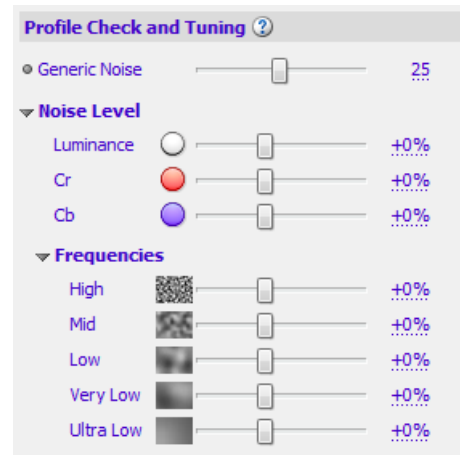 Profile Check and Tuning ?
Generic Noise 25
Noise Level
Luminance +0%
Cr +0%
Cb +0%
Frequencies
High +0%
Mid +0%
Low +0%
Very Low +0%
Ultra Low +0%